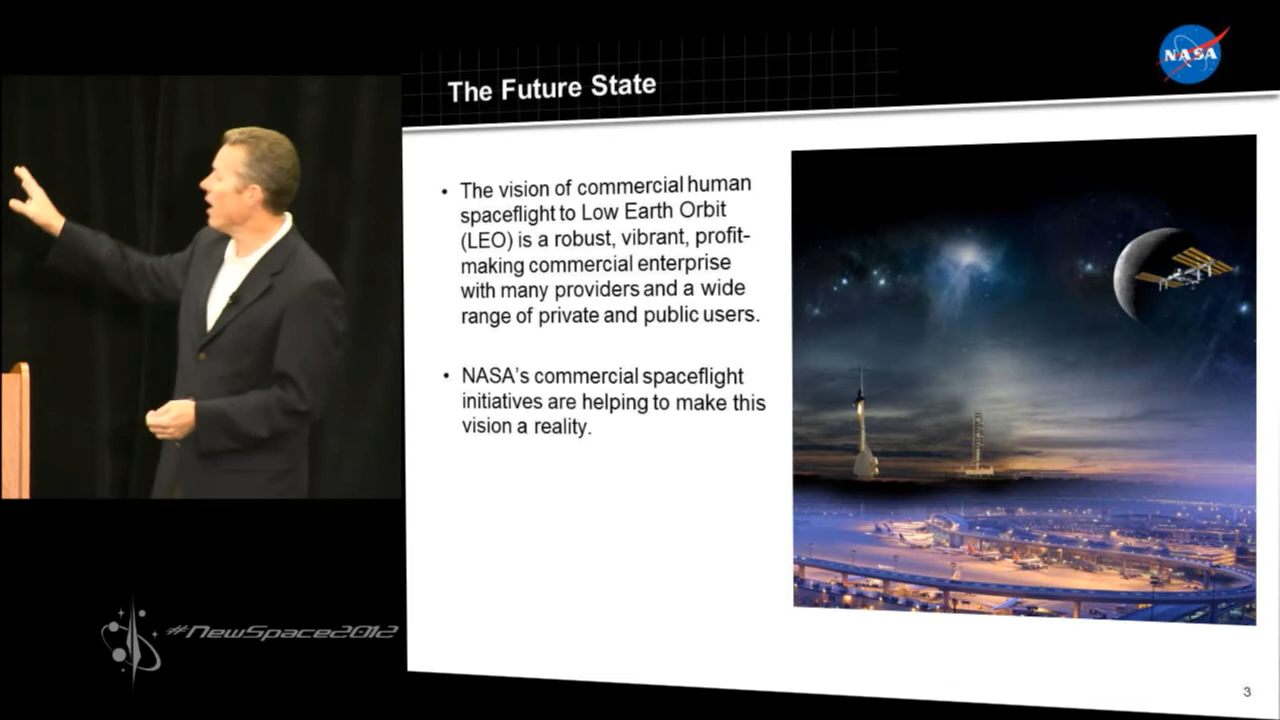 The Future State
NASA
• The vision of commercial human
spaceflight to Low Earth Orbit
(LEO) is a robust, vibrant, profit-
making commercial enterprise
with many providers and a wide
range of private and public users.
• NASA's commercial spaceflight
initiatives are helping to make this
vision a reality.
#NewSpace2012
3